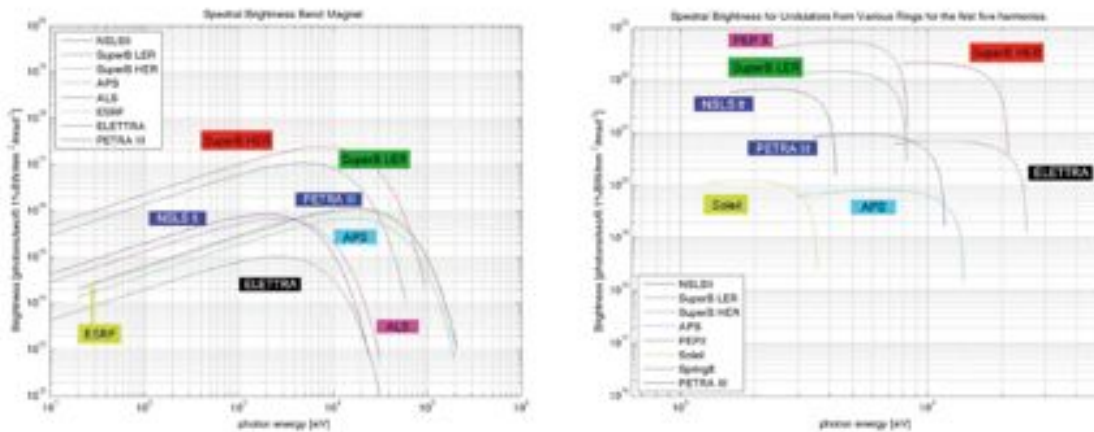 Spectral Brightness Bend Magnet
NSLSII
SuperB LER
SuperB HER
APS
ALS
ESRF
ELETTRA
PETRA III
SuperB HER
SuperB LER
PETRA III
NSLS II
APS
ELETTRA
ALS
ESRF
photon energy [eV]
Spectral Brightness for Undulators from Various Rings for the first five harmonics
PEP X
SuperB HER
SuperB LER
NSLS II
PETRA III
ELETTRA
Soleil
APS
NSLSII
SuperB LER
SuperB HER
APS
PEPX
Soleil
Spring8
PETRA III
photon energy [eV]